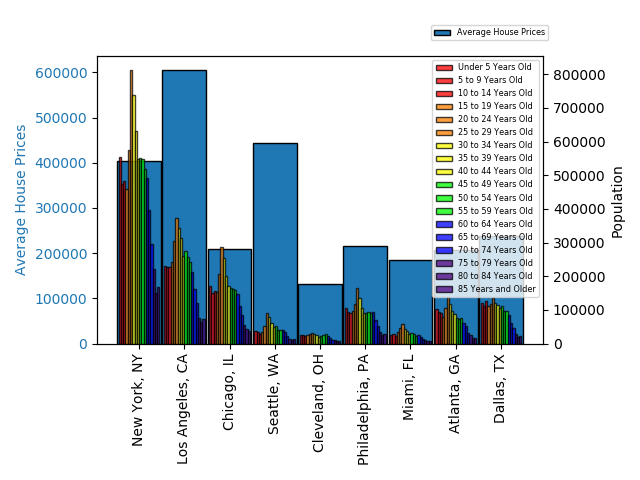 Average House Prices
600000
500000
400000
300000
200000
100000
0
Average House Prices
800000
700000
600000
500000
400000
300000
200000
100000
0
Population
Under 5 Years Old
5 to 9 Years Old
10 to 14 Years Old
15 to 19 Years Old
20 to 24 Years Old
25 to 29 Years Old
30 to 34 Years Old
35 to 39 Years Old
40 to 44 Years Old
45 to 49 Years Old
50 to 54 Years Old
55 to 59 Years Old
60 to 64 Years Old
65 to 69 Years Old
70 to 74 Years Old
75 to 79 Years Old
80 to 84 Years Old
85 Years and Older
New York, NY
Los Angeles, CA
Chicago, IL
Seattle, WA
Cleveland, OH
Philadelphia, PA
Miami, FL
Atlanta, GA
Dallas, TX